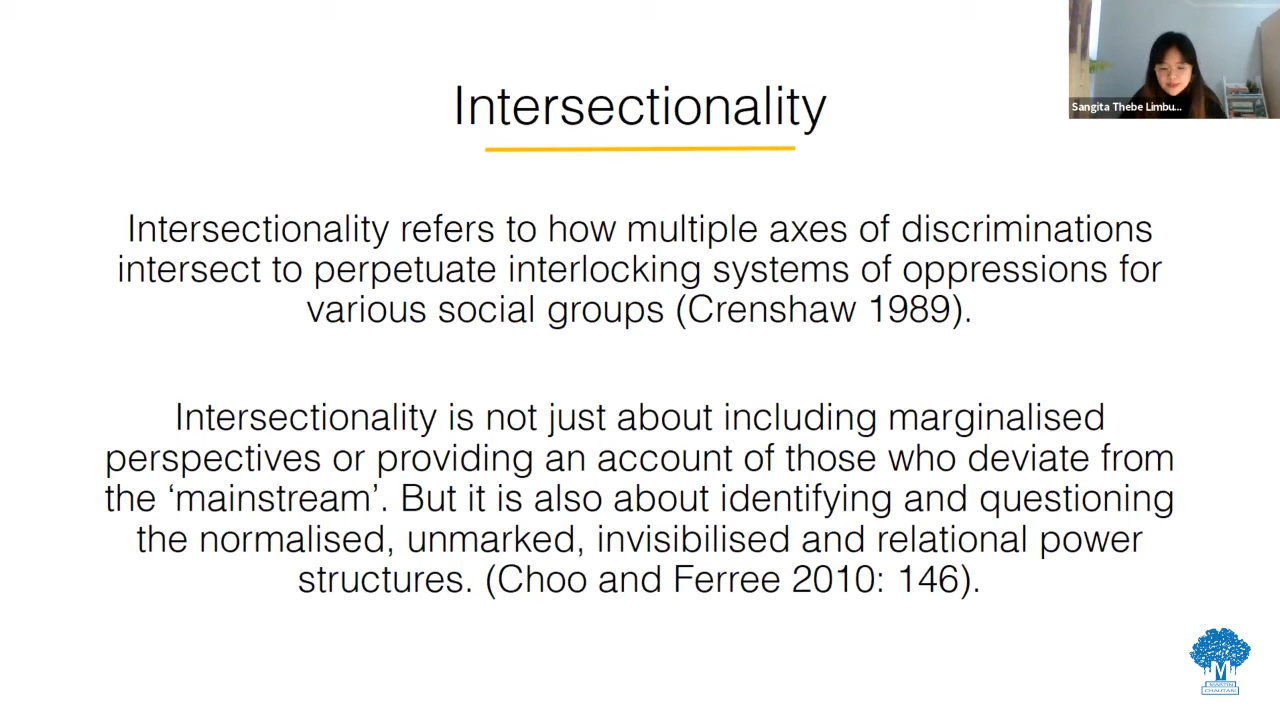 Intersectionality
Sangita Thebe Limbu...
Intersectionality refers to how multiple axes of discriminations
intersect to perpetuate interlocking systems of oppressions for
various social groups (Crenshaw 1989).
Intersectionality is not just about including marginalised
perspectives or providing an account of those who deviate from
the ‘mainstream’. But it is also about identifying and questioning
the normalised, unmarked, invisibilised and relational power
structures. (Choo and Ferree 2010: 146).
M
MARTIN
CHAUTARI